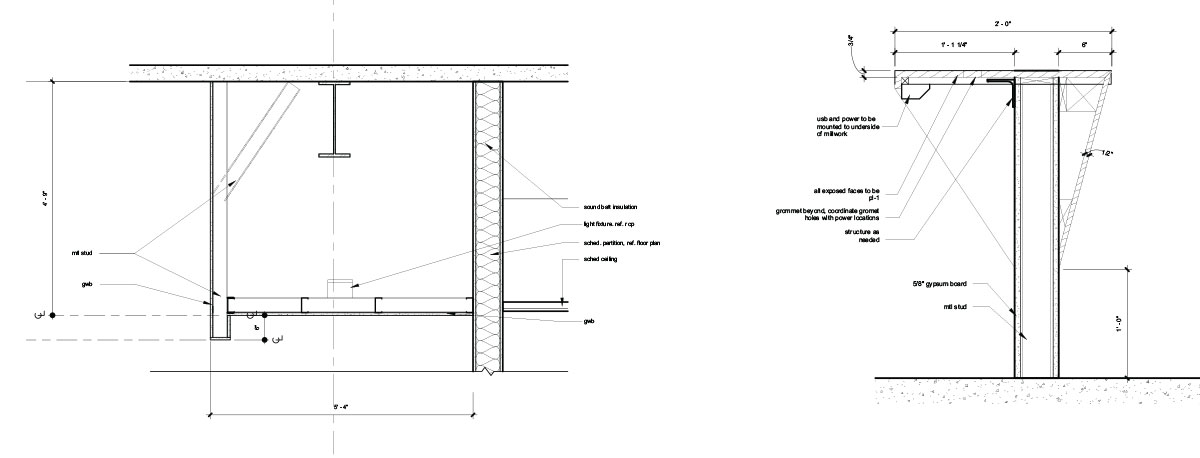 4' - 9"
mtl stud
gwb
6"
5' - 4"
sound batt insulation
light fixture. ref. rcp
sched. partition, ref. floor plan
sched ceiling
gwb
2' - 0"
3/4"
1' - 1 1/4"
6"
usb and power to be
mounted to underside
of millwork
1/2"
all exposed faces to be
pl-1
grommet beyond, coordinate gromet
holes with power locations
structure as
needed
5/8" gypsum board
mtl stud
1' - 0"